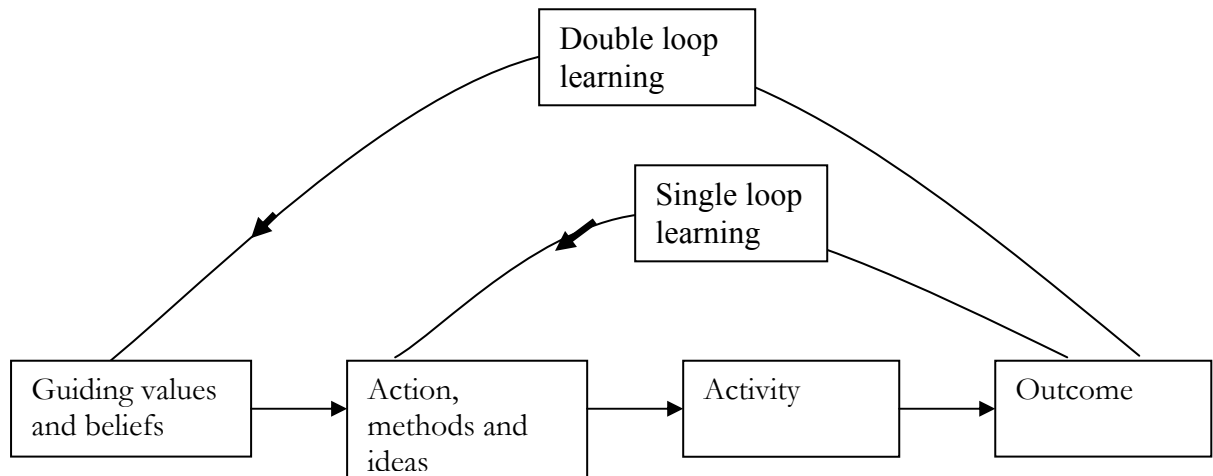 Double loop
learning
Single loop
learning
Guiding values
and beliefs
Action,
methods and
ideas
Activity
Outcome